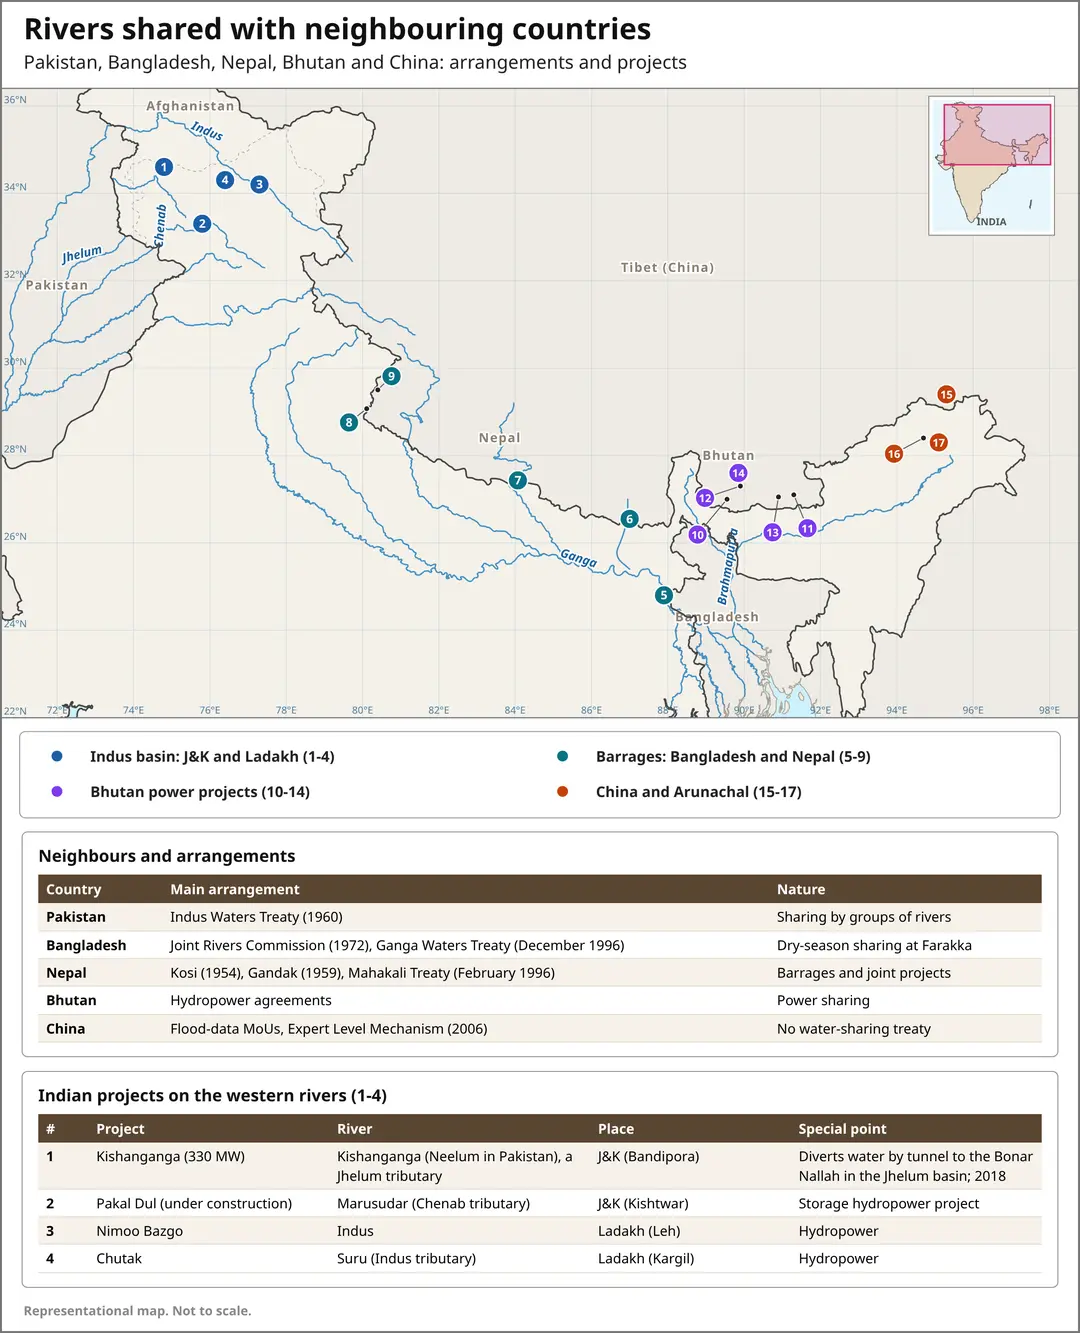 Rivers shared with neighbouring countries
Pakistan, Bangladesh, Nepal, Bhutan and China: arrangements and projects
36°N
34°N
32°N
30°N
28°N
26°N
24°N
22°N
72°E
74°E
76°E
78°E
80°E
82°E
84°E
86°E
88°E
90°E
92°E
94°E
96°E
98°E
Afghanistan
Indus
1
4
3
2
Chenab
Jhelum
Pakistan
Tibet (China)
INDIA
9
8
Nepal
7
6
Ganga
5
Bhutan
14
12
10
13
11
15
16
17
Brahmaputra
Bangladesh
Indus basin: J&K and Ladakh (1-4)
Barrages: Bangladesh and Nepal (5-9)
Bhutan power projects (10-14)
China and Arunachal (15-17)
Neighbours and arrangements
Country Main arrangement Nature
Pakistan Indus Waters Treaty (1960) Sharing by groups of rivers
Bangladesh Joint Rivers Commission (1972), Ganga Waters Treaty (December 1996) Dry-season sharing at Farakka
Nepal Kosi (1954), Gandak (1959), Mahakali Treaty (February 1996) Barrages and joint projects
Bhutan Hydropower agreements Power sharing
China Flood-data MoUs, Expert Level Mechanism (2006) No water-sharing treaty
Indian projects on the western rivers (1-4)
# Project River Place Special point
1 Kishanganga (330 MW) Kishanganga (Neelum in Pakistan), a J&K (Bandipora) Diverts water by tunnel to the Bonar
Jhelum tributary Nallah in the Jhelum basin; 2018
2 Pakal Dul (under construction) Marusudar (Chenab tributary) J&K (Kishtwar) Storage hydropower project
3 Nimoo Bazgo Indus Ladakh (Leh) Hydropower
4 Chutak Suru (Indus tributary) Ladakh (Kargil) Hydropower
Representational map. Not to scale.